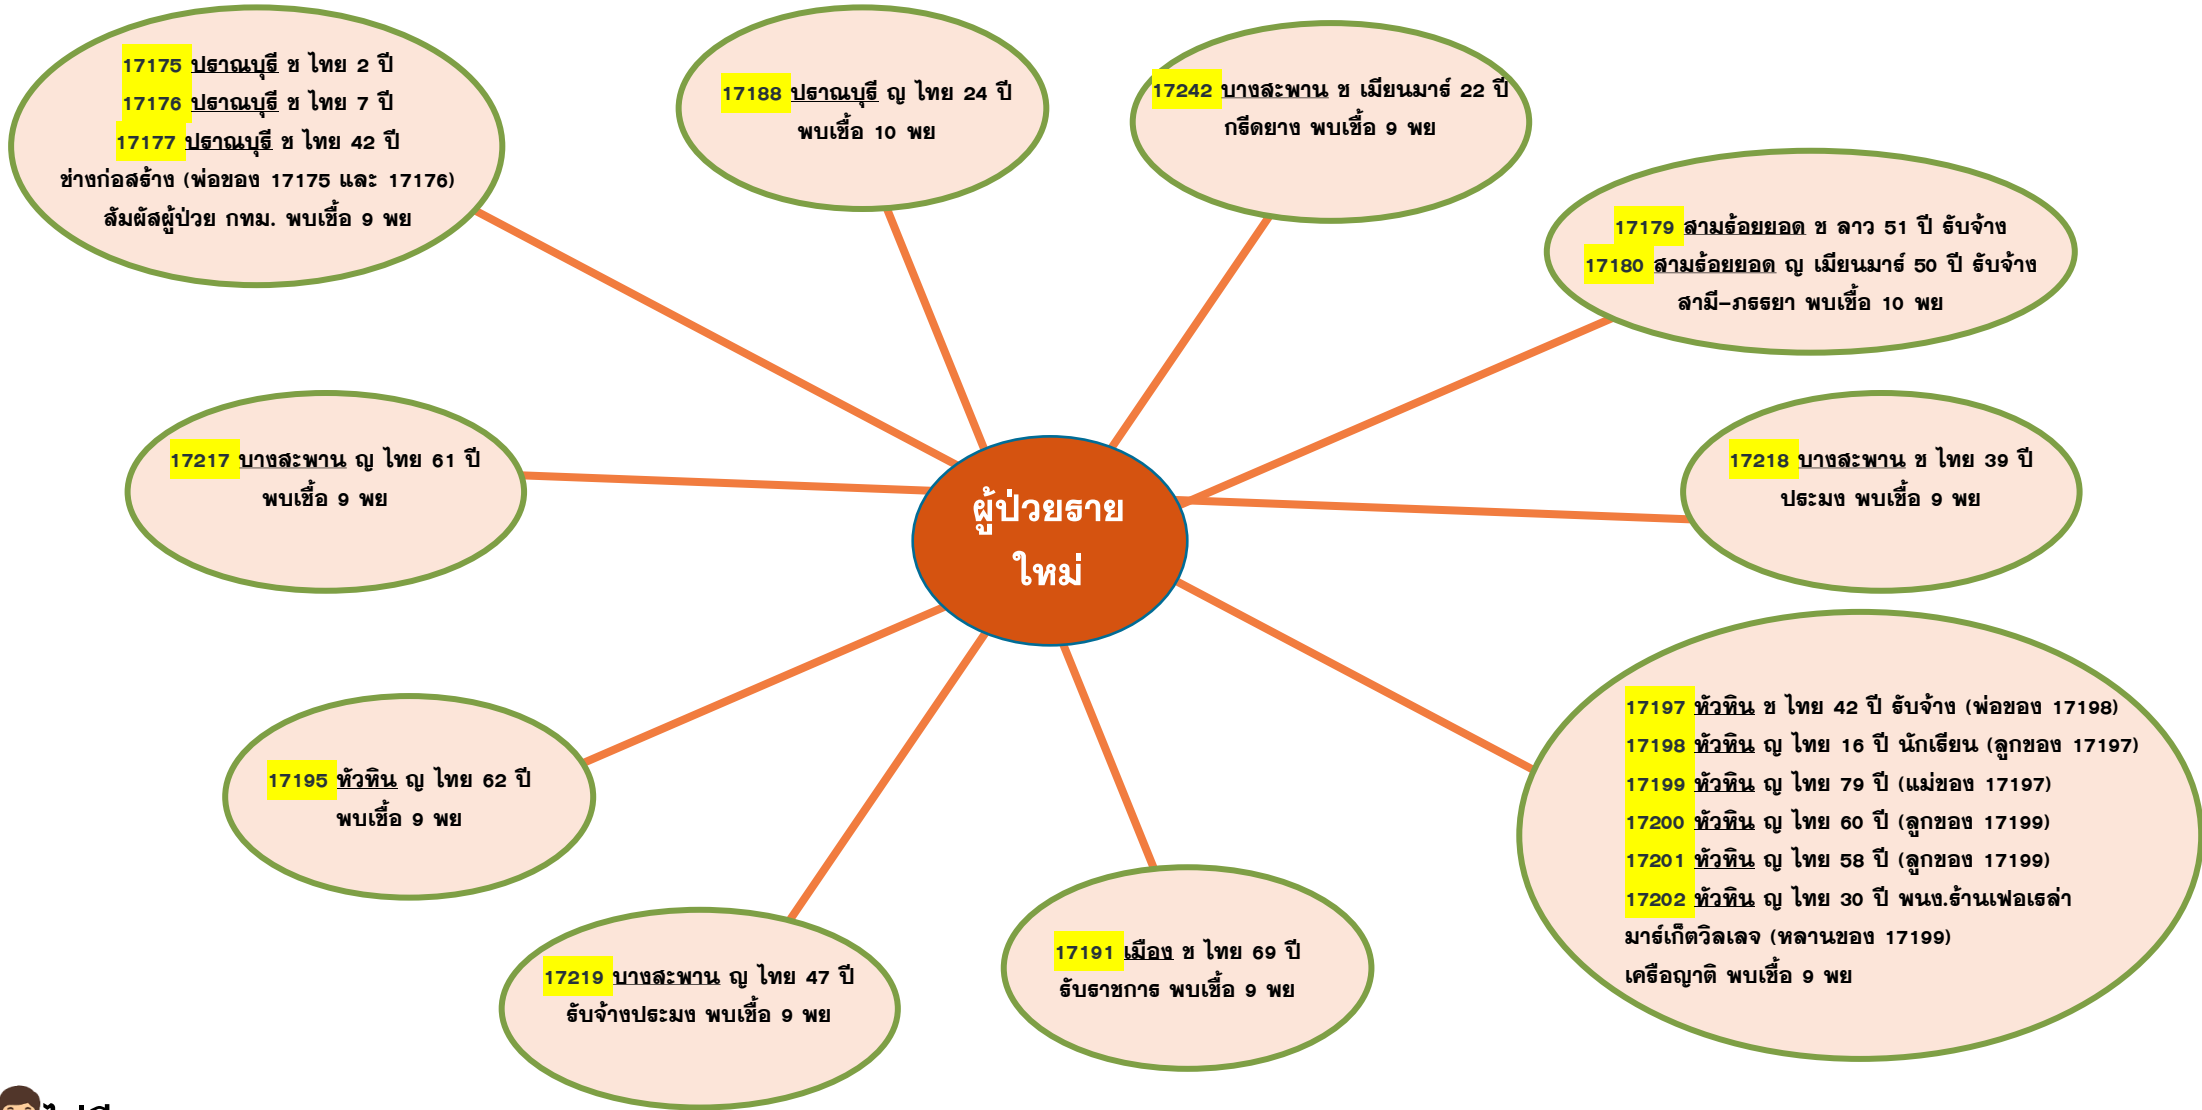 17175 ปราณบุรี ช ไทย 2 ปี
17176 ปราณบุรี ช ไทย 7 ปี
17177 ปราณบุรี ช ไทย 42 ปี
ช่างก่อสร้าง (พ่อของ 17175 และ 17176)
สัมผัสผู้ป่วย กทม. พบเชื้อ 9 พย
17188 ปราณบุรี ญ ไทย 24 ปี
พบเชื้อ 10 พย
17242 บางสะพาน ช เมียนมาร์ 22 ปี
กรีดยาง พบเชื้อ 9 พย
17179 สามร้อยยอด ช ลาว 51 ปี รับจ้าง
17180 สามร้อยยอด ญ เมียนมาร์ 50 ปี รับจ้าง
สามี-ภรรยา พบเชื้อ 10 พย
17217 บางสะพาน ญ ไทย 61 ปี
พบเชื้อ 9 พย
ผู้ป่วยราย
ใหม่
17218 บางสะพาน ช ไทย 39 ปี
ประมง พบเชื้อ 9 พย
17195 หัวหิน ญ ไทย 62 ปี
พบเชื้อ 9 พย
17197 หัวหิน ช ไทย 42 ปี รับจ้าง (พ่อของ 17198)
17198 หัวหิน ญ ไทย 16 ปี นักเรียน (ลูกของ 17197)
17199 หัวหิน ญ ไทย 79 ปี (แม่ของ 17197)
17200 หัวหิน ญ ไทย 60 ปี (ลูกของ 17199)
17201 หัวหิน ญ ไทย 58 ปี (ลูกของ 17199)
17202 หัวหิน ญ ไทย 30 ปี พนง.ร้านเฟอเรล่า
มาร์เก็ตวิลเลจ (หลานของ 17199)
เครือญาติ พบเชื้อ 9 พย
17219 บางสะพาน ญ ไทย 47 ปี
รับจ้างประมง พบเชื้อ 9 พย
17191 เมือง ช ไทย 69 ปี
รับราชการ พบเชื้อ 9 พย